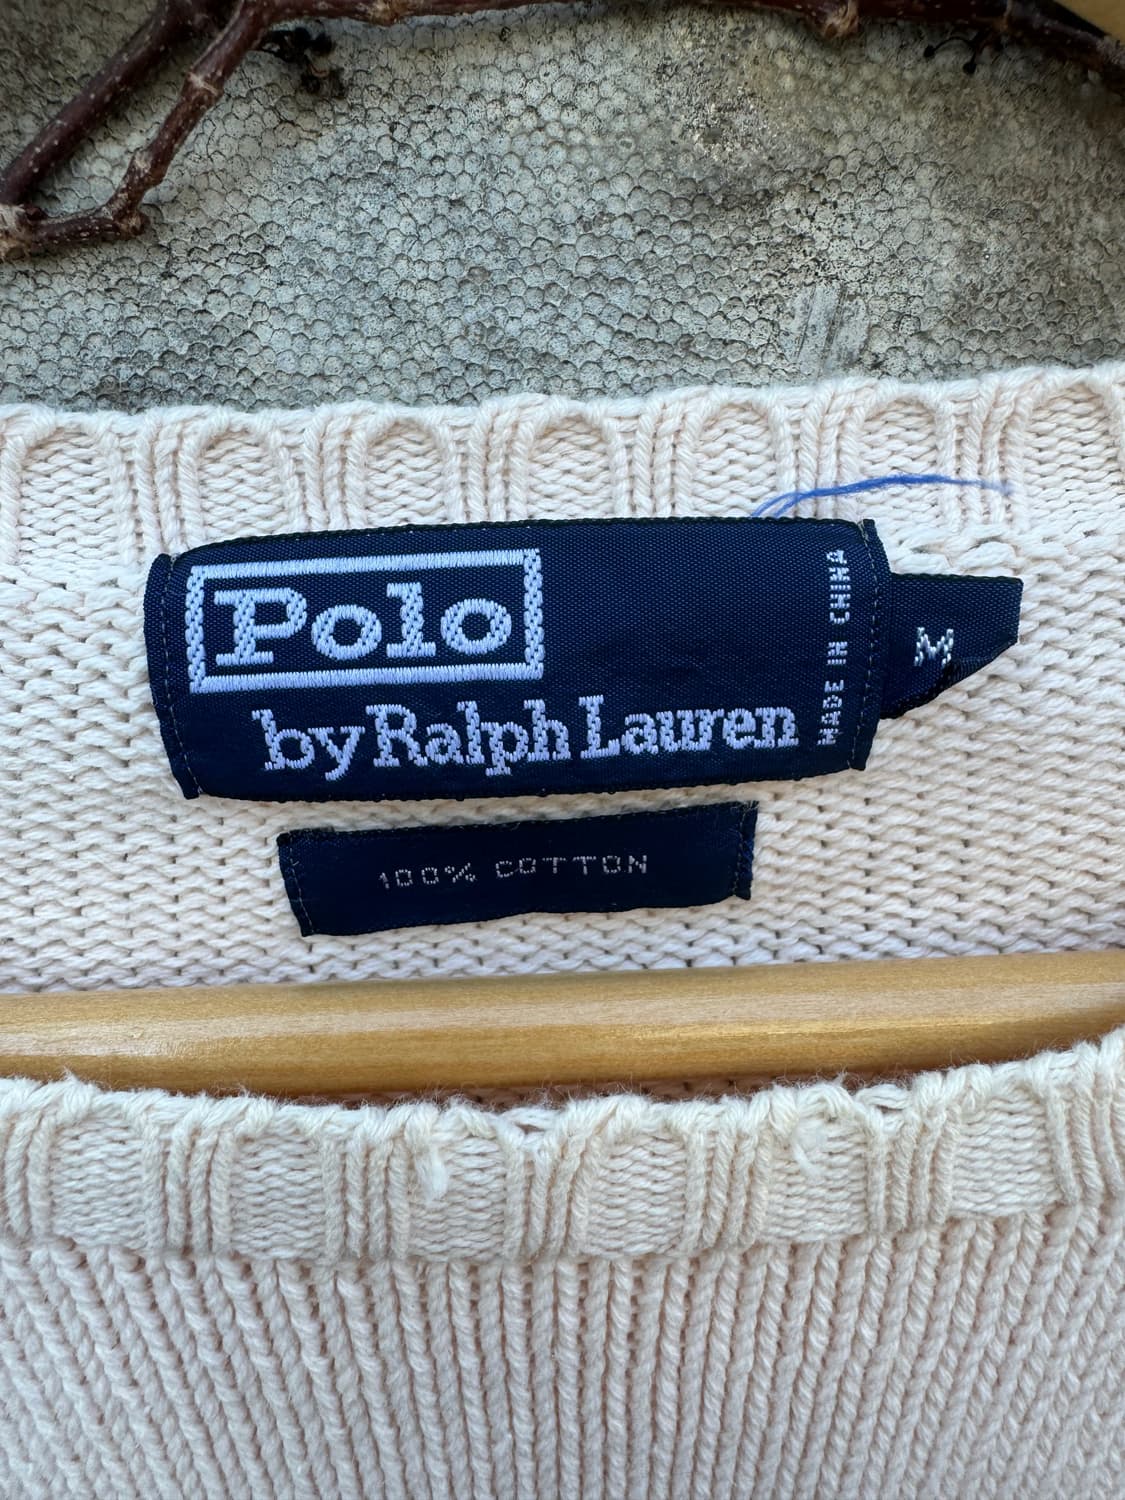 Polo
by Ralph Lauren
MADE IN CHINA
M
100% COTTON